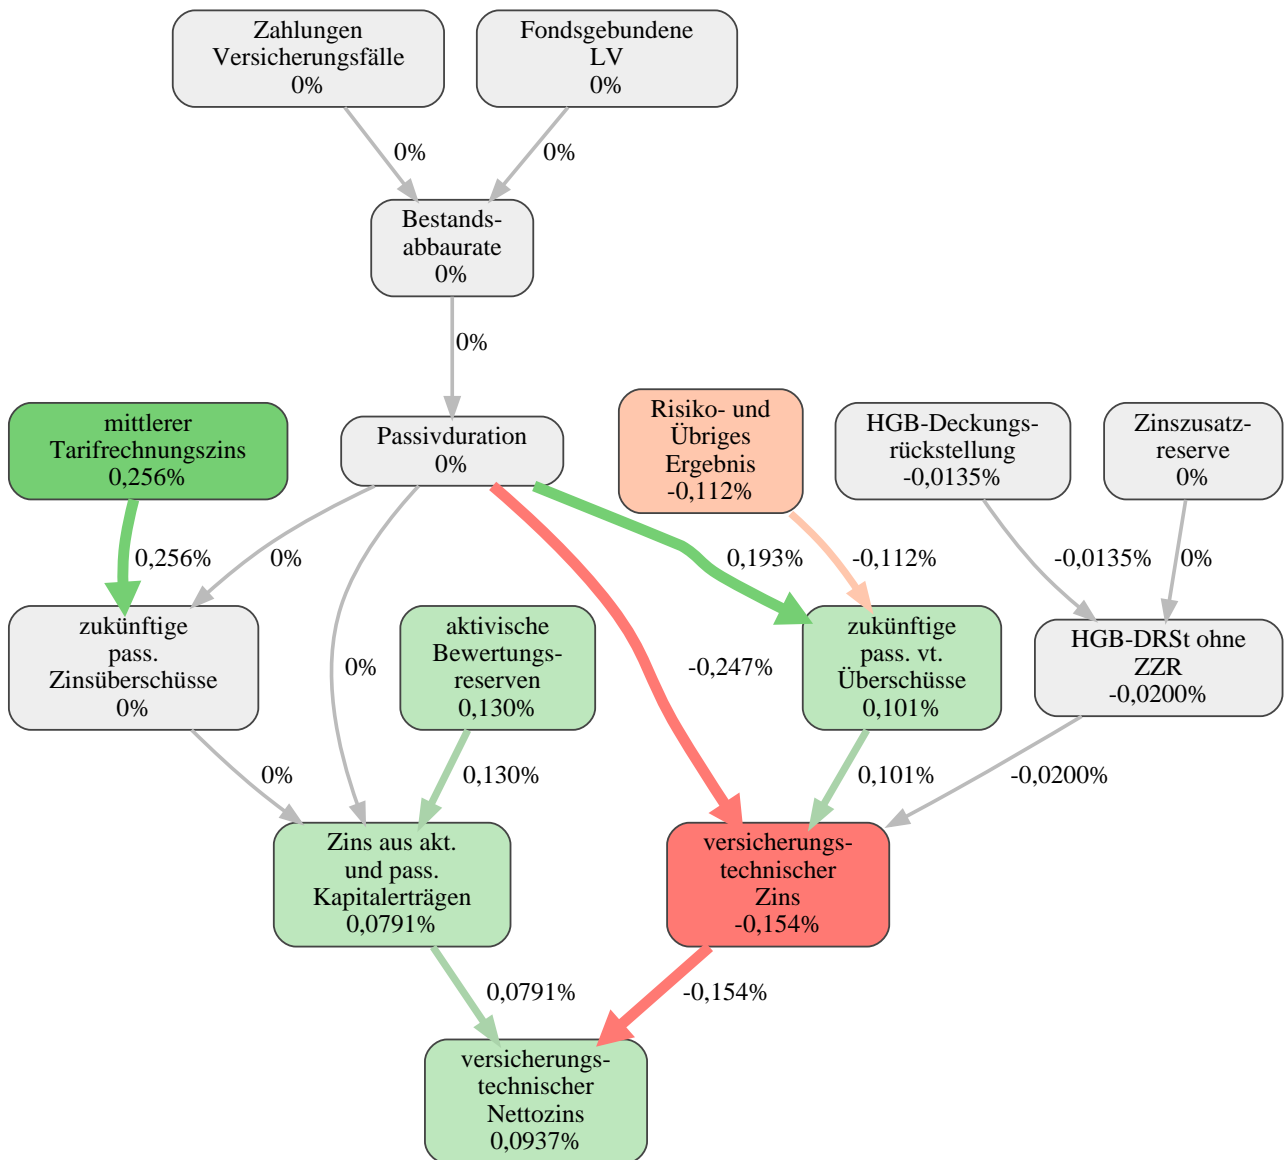 Zahlungen
Versicherungsfälle
0%
Fondsgebundene
LV
0%
0%
0%
Bestands-
abbaurate
0%
0%
mittlerer
Tarifrechnungszins
0,256%
Passivduration
0%
Risiko- und
Übriges
Ergebnis
-0,112%
HGB-Deckungs-
rückstellung
-0,0135%
Zinszusatz-
reserve
0%
0,256%
0%
0,193%
-0,112%
-0,0135%
0%
zukünftige
pass.
Zinsüberschüsse
0%
0%
aktivische
Bewertungs-
reserven
0,130%
-0,247%
zukünftige
pass. vt.
Überschüsse
0,101%
HGB-DRSt ohne
ZZR
-0,0200%
0%
0,130%
0,101%
-0,0200%
Zins aus akt.
und pass.
Kapitalerträgen
0,0791%
versicherungs-
technischer
Zins
-0,154%
0,0791%
-0,154%
versicherungs-
technischer
Nettozins
0,0937%